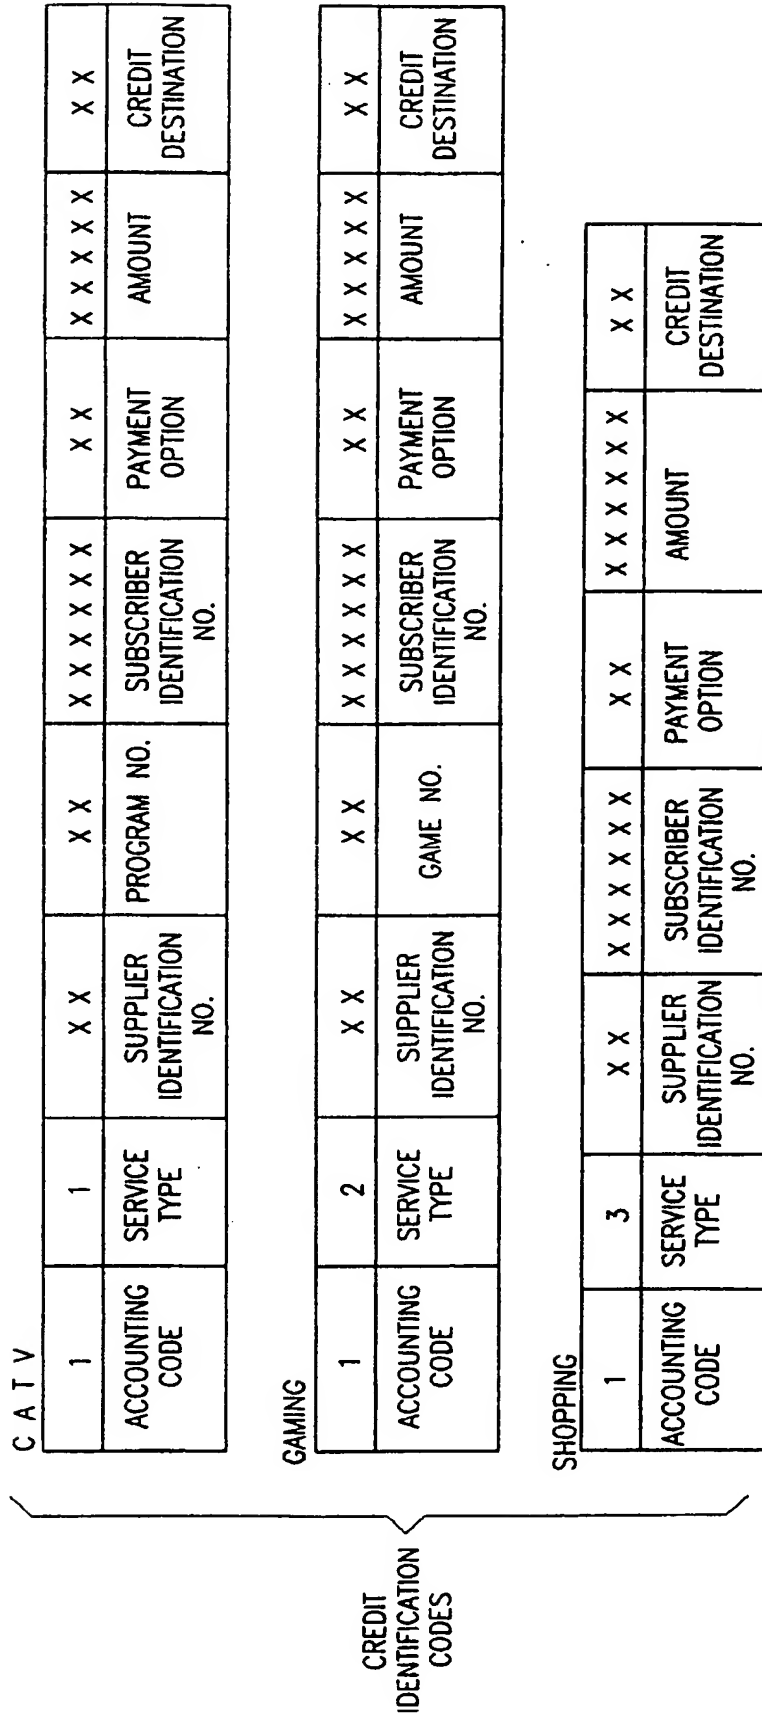 CREDIT
IDENTIFICATION
CODES
C A T V
1 1 X X X X X X X X X X X X X X X X X X X X X
ACCOUNTING CODE
SERVICE TYPE
SUPPLIER IDENTIFICATION NO.
PROGRAM NO.
SUBSCRIBER IDENTIFICATION NO.
PAYMENT OPTION
AMOUNT
CREDIT DESTINATION
GAMING
1 2 X X X X X X X X X X X X X X X X X X X X X
ACCOUNTING CODE
SERVICE TYPE
SUPPLIER IDENTIFICATION NO.
GAME NO.
SUBSCRIBER IDENTIFICATION NO.
PAYMENT OPTION
AMOUNT
CREDIT DESTINATION
SHOPPING
1 3 X X X X X X X X X X X X X X X X X X X X
ACCOUNTING CODE
SERVICE TYPE
SUPPLIER IDENTIFICATION NO.
SUBSCRIBER IDENTIFICATION NO.
PAYMENT OPTION
AMOUNT
CREDIT DESTINATION